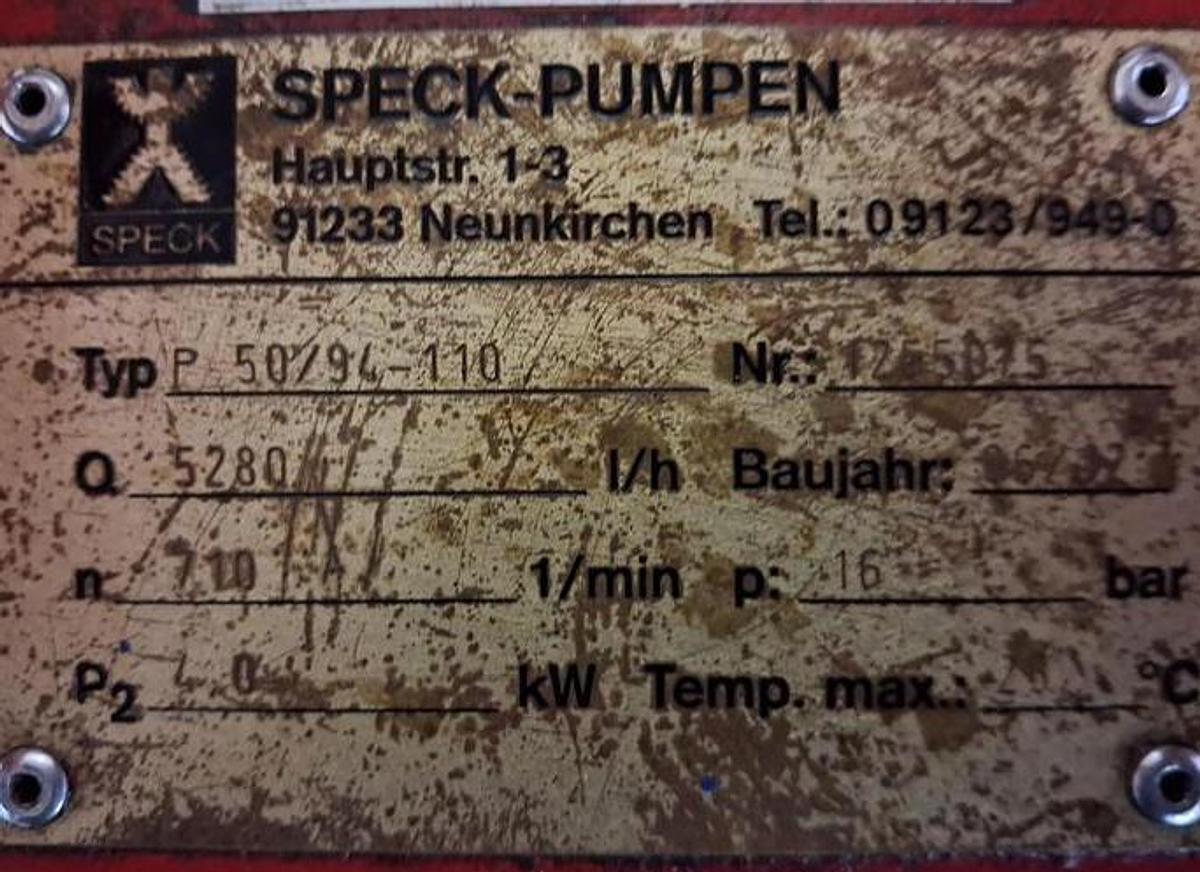 SPECK
SPECK-PUMPEN
Hauptstr. 1-3
91233 Neunkirchen Tel.: 09123/949-0
Typ P 50/94-110 Nr.:
Q 5280 l/h Baujahr:
n 710 1/min p: 16 bar
P2 kW Temp. max.: °C